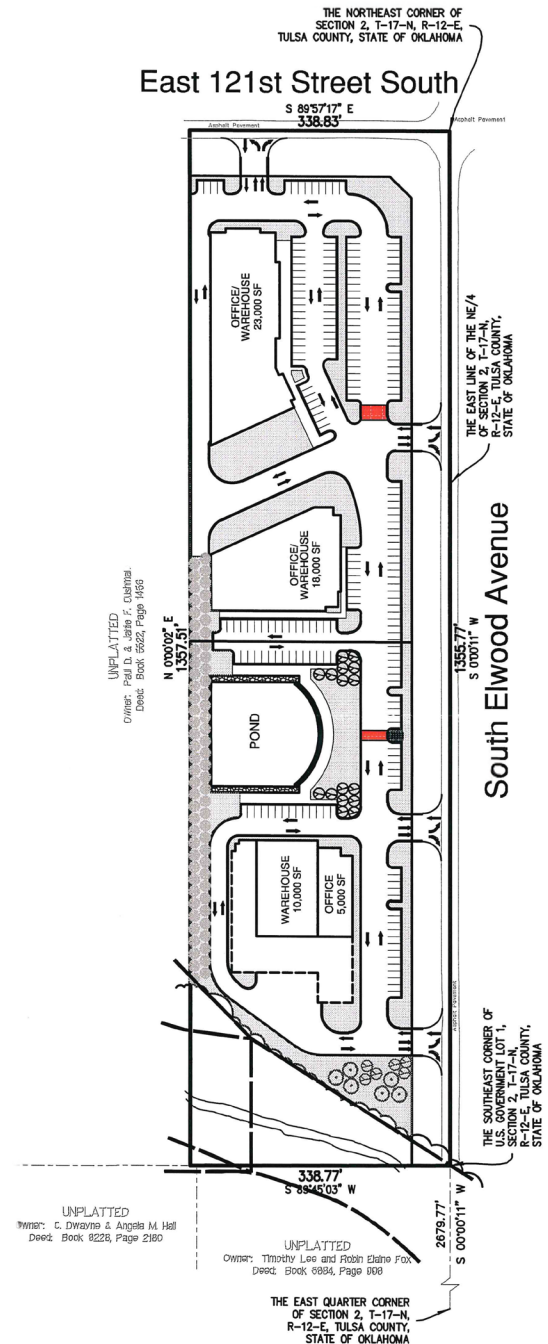 THE NORTHEAST CORNER OF
SECTION 2, T-17-N, R-12-E,
TULSA COUNTY, STATE OF OKLAHOMA
East 121st Street South
S 89°57'17" E
338.83'
Asphalt Pavement
Asphalt Pavement
OFFICE/
WAREHOUSE
23,000 SF
THE EAST LINE OF THE NE/4
OF SECTION 2, T-17-N,
R-12-E, TULSA COUNTY,
STATE OF OKLAHOMA
OFFICE/
WAREHOUSE
18,000 SF
UNPLATTED
Owner: Paul D. &
Deed: Book 5522, Page 1466
N 0°00'02" E
1357.51'
1355.77'
S 0°00'11" W
South Elwood Avenue
POND
WAREHOUSE
10,000 SF
OFFICE
5,000 SF
Asphalt Pavement
THE SOUTHEAST CORNER OF
U.S. GOVERNMENT LOT 1,
SECTION 2, T-17-N,
R-12-E, TULSA COUNTY,
STATE OF OKLAHOMA
338.77'
S 89°45'03" W
2679.77'
S 00°00'11" W
UNPLATTED
Owner: C. Dwayne & Angela M. Hall
Deed: Book 6228, Page 2180
UNPLATTED
Owner: Timothy Lee and Robin Elaine Fox
Deed: Book Page
THE EAST QUARTER CORNER
OF SECTION 2, T-17-N,
R-12-E, TULSA COUNTY,
STATE OF OKLAHOMA